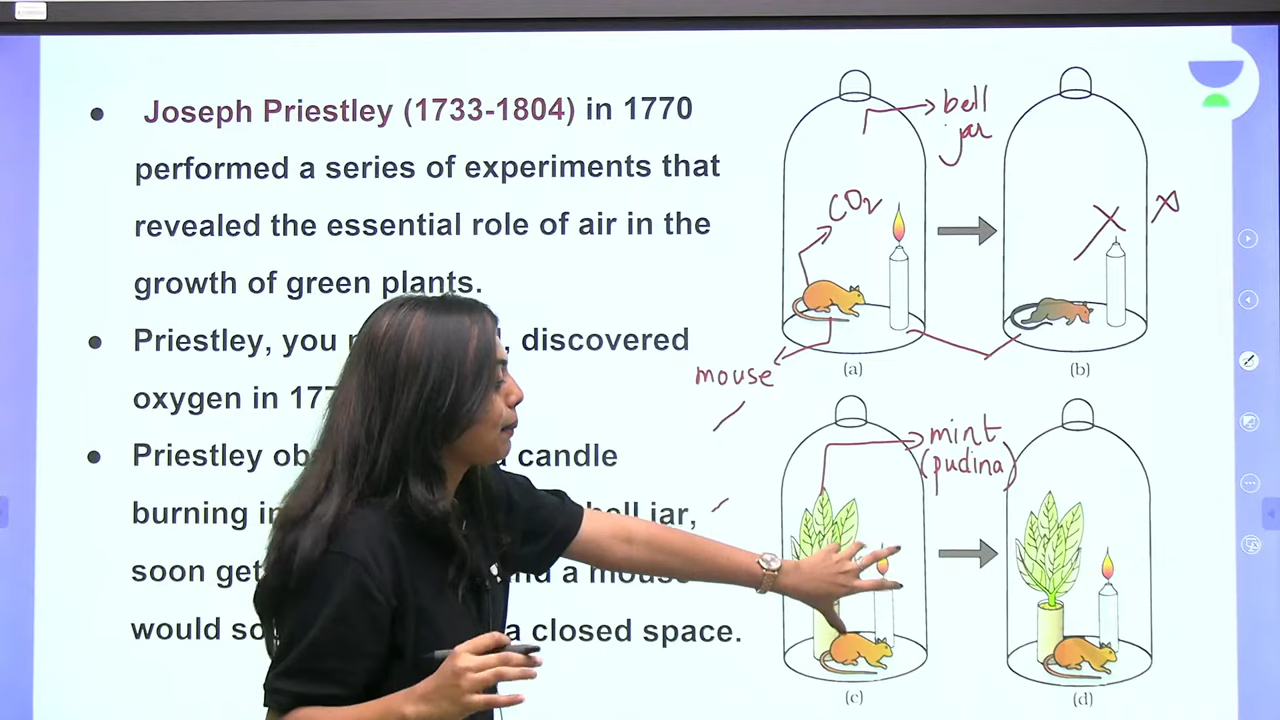 Joseph Priestley (1733-1804) in 1770
performed a series of experiments that
revealed the essential role of air in the
growth of green plants.
Priestley, you , discovered
oxygen in
Priestley candle
burning jar,
soon a mouse
would a closed space.
bell
jar
CO2
X
mouse
(a)
(b)
mint
(pudina)
(c)
(d)